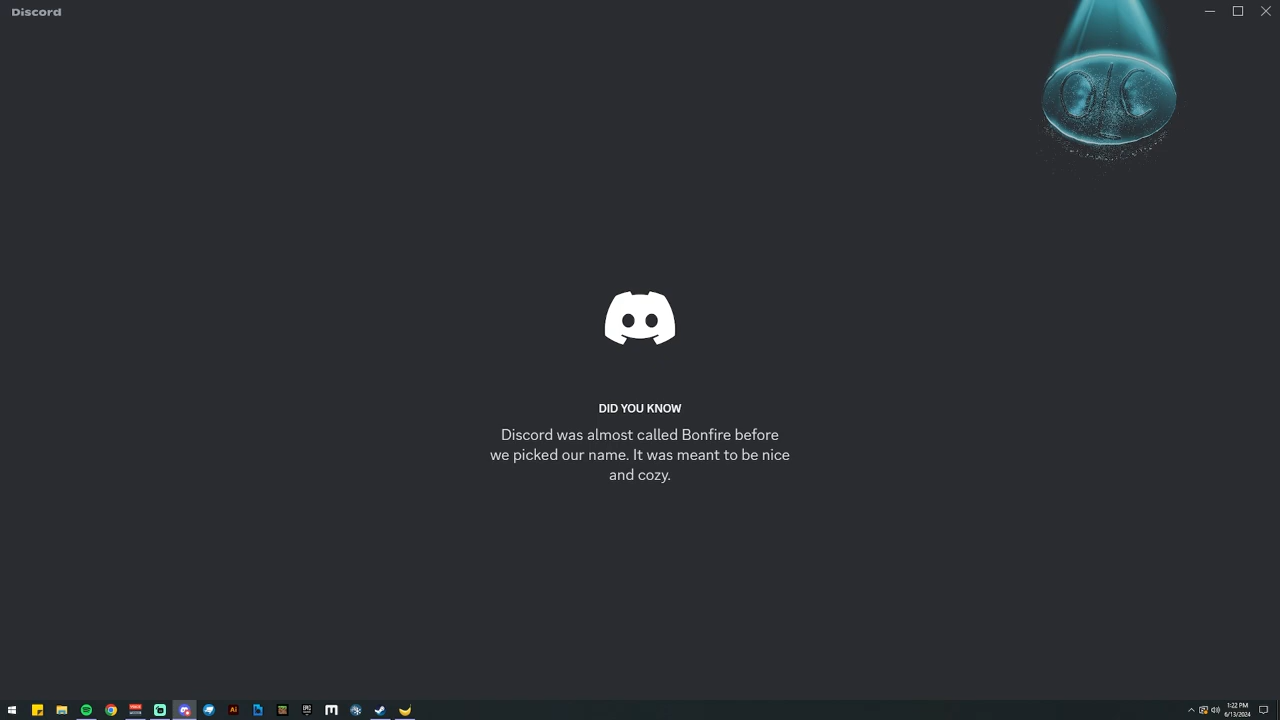 Discord
DID YOU KNOW
Discord was almost called Bonfire before
we picked our name. It was meant to be nice
and cozy.
Ai
1:22 PM
6/13/2024